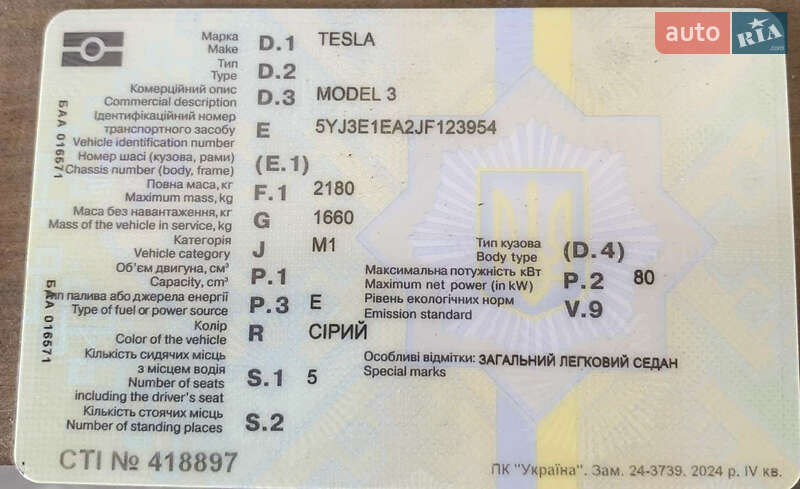 auto RIA .com
Марка
Make D.1 TESLA
Тип
Type D.2
Комерційний опис
Commercial description D.3 MODEL 3
Ідентифікаційний номер
транспортного засобу
Vehicle identification number E 5YJ3E1EA2JF123954
Номер шасі (кузова, рами)
Chassis number (body, frame) (E.1)
Повна маса, кг
Maximum mass, kg F.1 2180
Маса без навантаження, кг
Mass of the vehicle in service, kg G 1660
Категорія
Vehicle category J M1
Тип кузова
Body type (D.4)
Об'єм двигуна, см³
Capacity, cm³ P.1
Максимальна потужність кВт
Maximum net power (in kW) P.2 80
Тип палива або джерела енергії
Type of fuel or power source P.3 E
Рівень екологічних норм
Emission standard V.9
Колір
Color of the vehicle R СІРИЙ
Кількість сидячих місць
з місцем водія
Number of seats
including the driver's seat S.1 5
Особливі відмітки: ЗАГАЛЬНИЙ ЛЕГКОВИЙ СЕДАН
Special marks
Кількість стоячих місць
Number of standing places S.2
БАА 016571
БАА 016571
СТІ № 418897
ПК "Україна". Зам. 24-3739. 2024 р. IV кв.